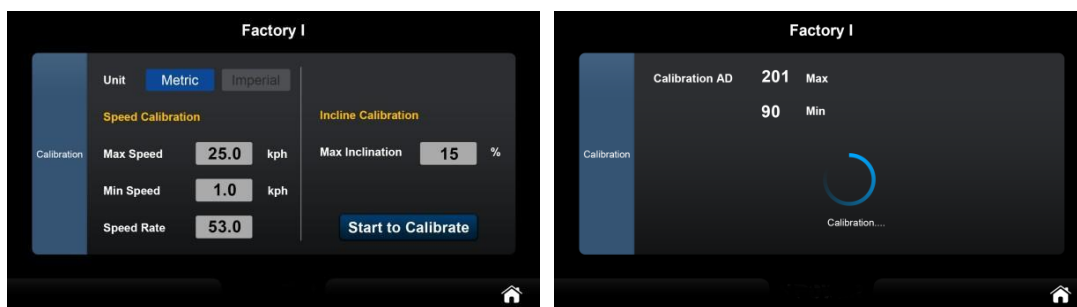 Factory I
Unit Metric Imperial
Speed Calibration Incline Calibration
Calibration Max Speed 25.0 kph Max Inclination 15 %
Min Speed 1.0 kph
Speed Rate 53.0 Start to Calibrate
Factory I
Calibration AD 201 Max
90 Min
Calibration
Calibration....